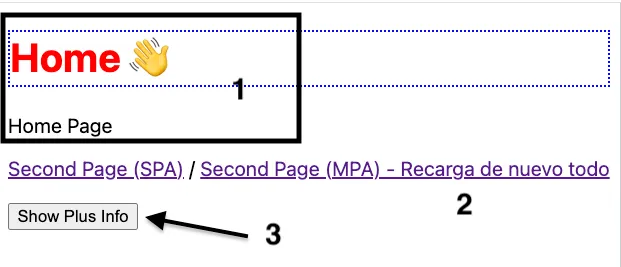 Home 👋
1
Home Page
Second Page (SPA) / Second Page (MPA) - Recarga de nuevo todo
2
Show Plus Info
3